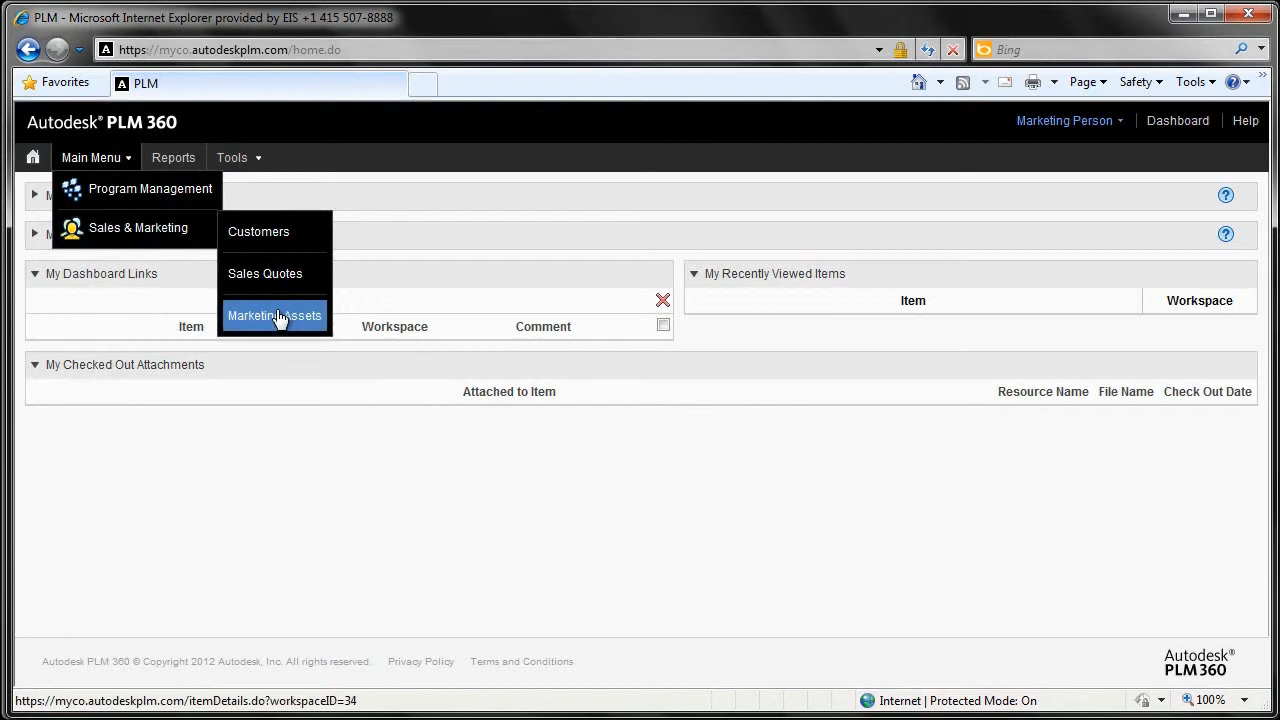 PLM - Microsoft Internet Explorer provided by EIS +1 415 507-8888
https://myco.autodeskplm.com/home.do
Bing
Favorites
PLM
Page
Safety
Tools
Autodesk® PLM 360
Marketing Person
Dashboard
Help
Main Menu
Reports
Tools
Program Management
Sales & Marketing
Customers
Sales Quotes
Marketing Assets
My Dashboard Links
Item
Workspace
Comment
My Recently Viewed Items
Item
Workspace
My Checked Out Attachments
Attached to Item
Resource Name
File Name
Check Out Date
Autodesk PLM 360 © Copyright 2012 Autodesk, Inc. All rights reserved.
Privacy Policy
Terms and Conditions
Autodesk®
PLM 360
https://myco.autodeskplm.com/itemDetails.do?workspaceID=34
Internet | Protected Mode: On
100%